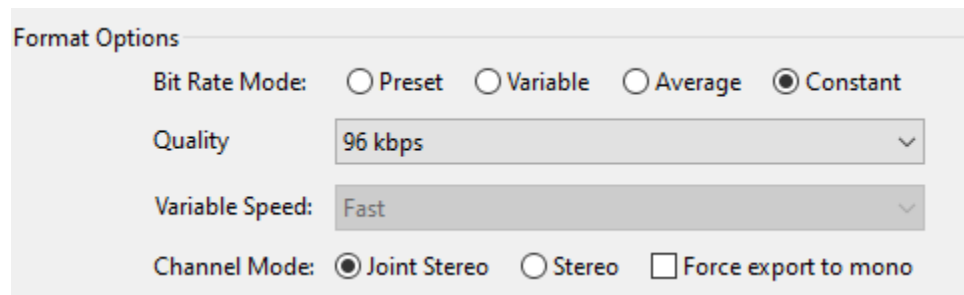 Format Options
Bit Rate Mode: Preset Variable Average Constant
Quality 96 kbps
Variable Speed: Fast
Channel Mode: Joint Stereo Stereo Force export to mono